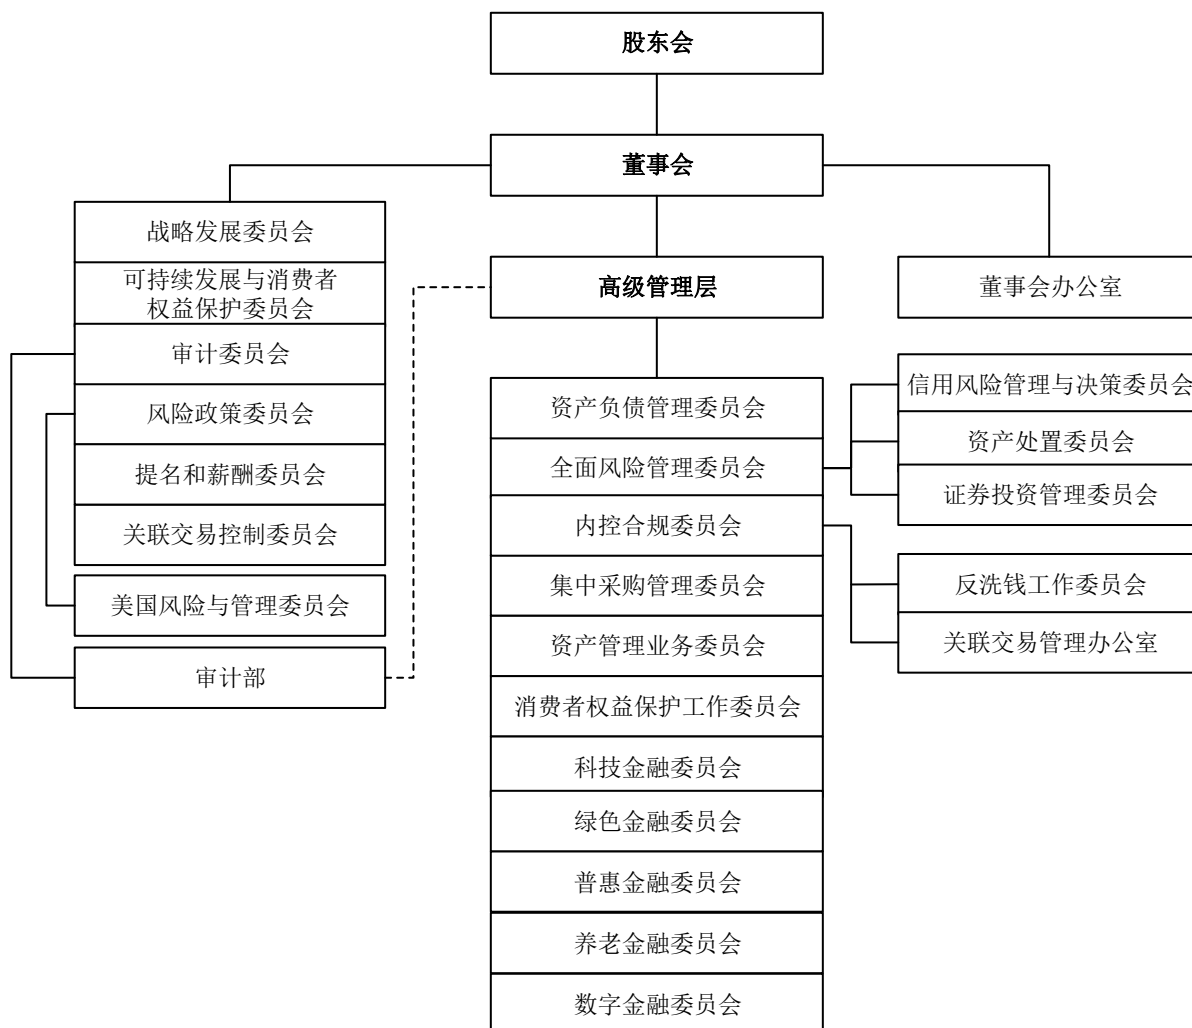 股东会
董事会
战略发展委员会
可持续发展与消费者
权益保护委员会
审计委员会
风险政策委员会
提名和薪酬委员会
关联交易控制委员会
美国风险与管理委员会
审计部
高级管理层
资产负债管理委员会
全面风险管理委员会
内控合规委员会
集中采购管理委员会
资产管理业务委员会
消费者权益保护工作委员会
科技金融委员会
绿色金融委员会
普惠金融委员会
养老金融委员会
数字金融委员会
董事会办公室
信用风险管理与决策委员会
资产处置委员会
证券投资管理委员会
反洗钱工作委员会
关联交易管理办公室